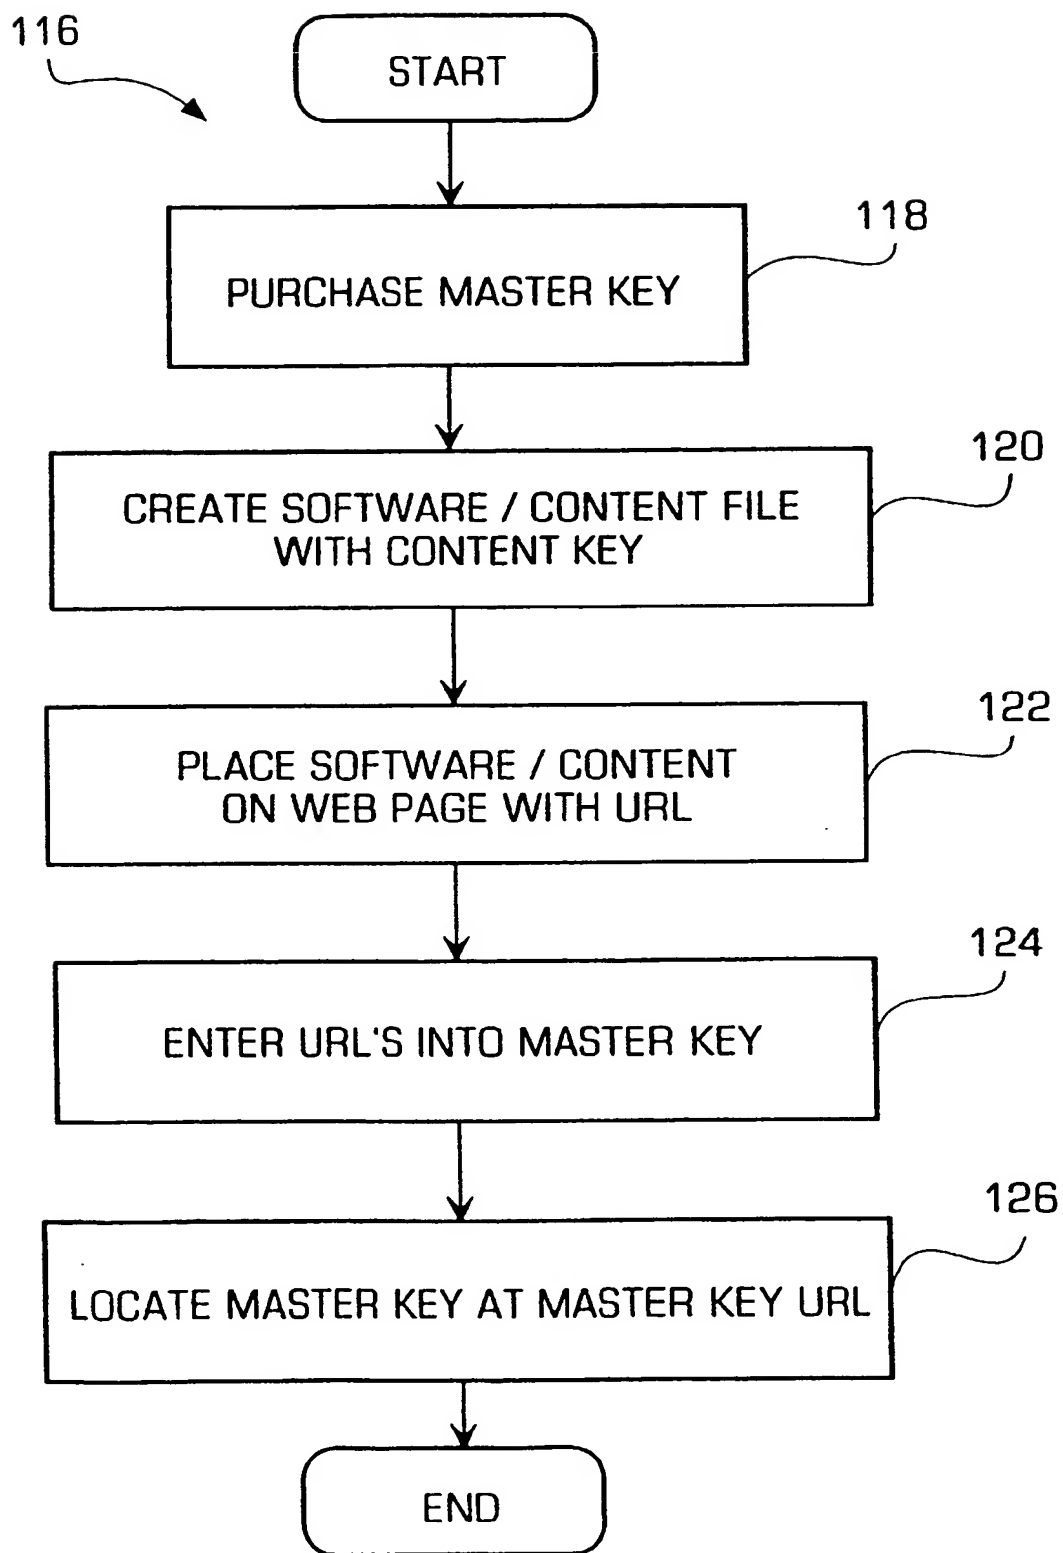 116
START
118
PURCHASE MASTER KEY
120
CREATE SOFTWARE / CONTENT FILE
WITH CONTENT KEY
122
PLACE SOFTWARE / CONTENT
ON WEB PAGE WITH URL
124
ENTER URL'S INTO MASTER KEY
126
LOCATE MASTER KEY AT MASTER KEY URL
END